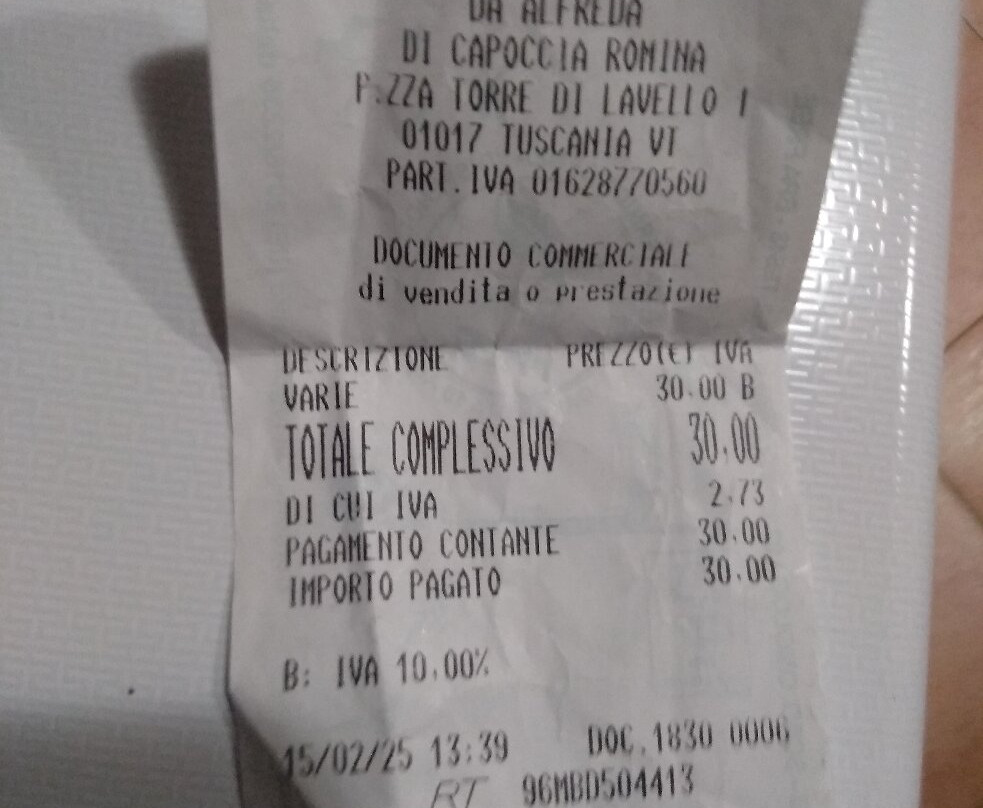 DA ALFREDA
DI CAPOCCIA ROMINA
P.ZZA TORRE DI LAVELLO 1
01017 TUSCANIA VT
PART.IVA 01628770560
DOCUMENTO COMMERCIALE
di vendita o prestazione
DESCRIZIONE PREZZO(€) IVA
VARIE 30.00 B
TOTALE COMPLESSIVO 30.00
DI CUI IVA 2.73
PAGAMENTO CONTANTE 30.00
IMPORTO PAGATO 30.00
B: IVA 10.00%
15/02/25 13:39 DOC.1830 0006
RT 96MBD504413